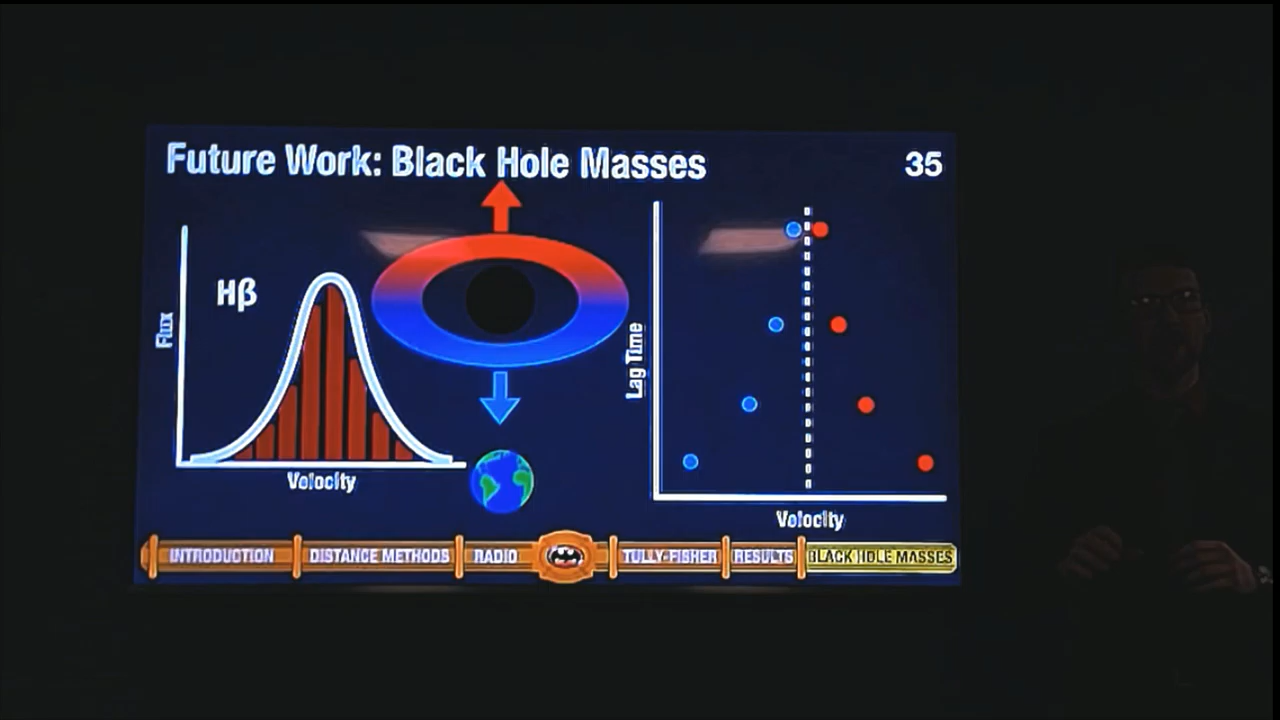 Future Work: Black Hole Masses
35
Hβ
Flux
Velocity
Lag Time
Velocity
INTRODUCTION
DISTANCE METHODS
RADIO
TULLY-FISHER
RESULTS
BLACK HOLE MASSES